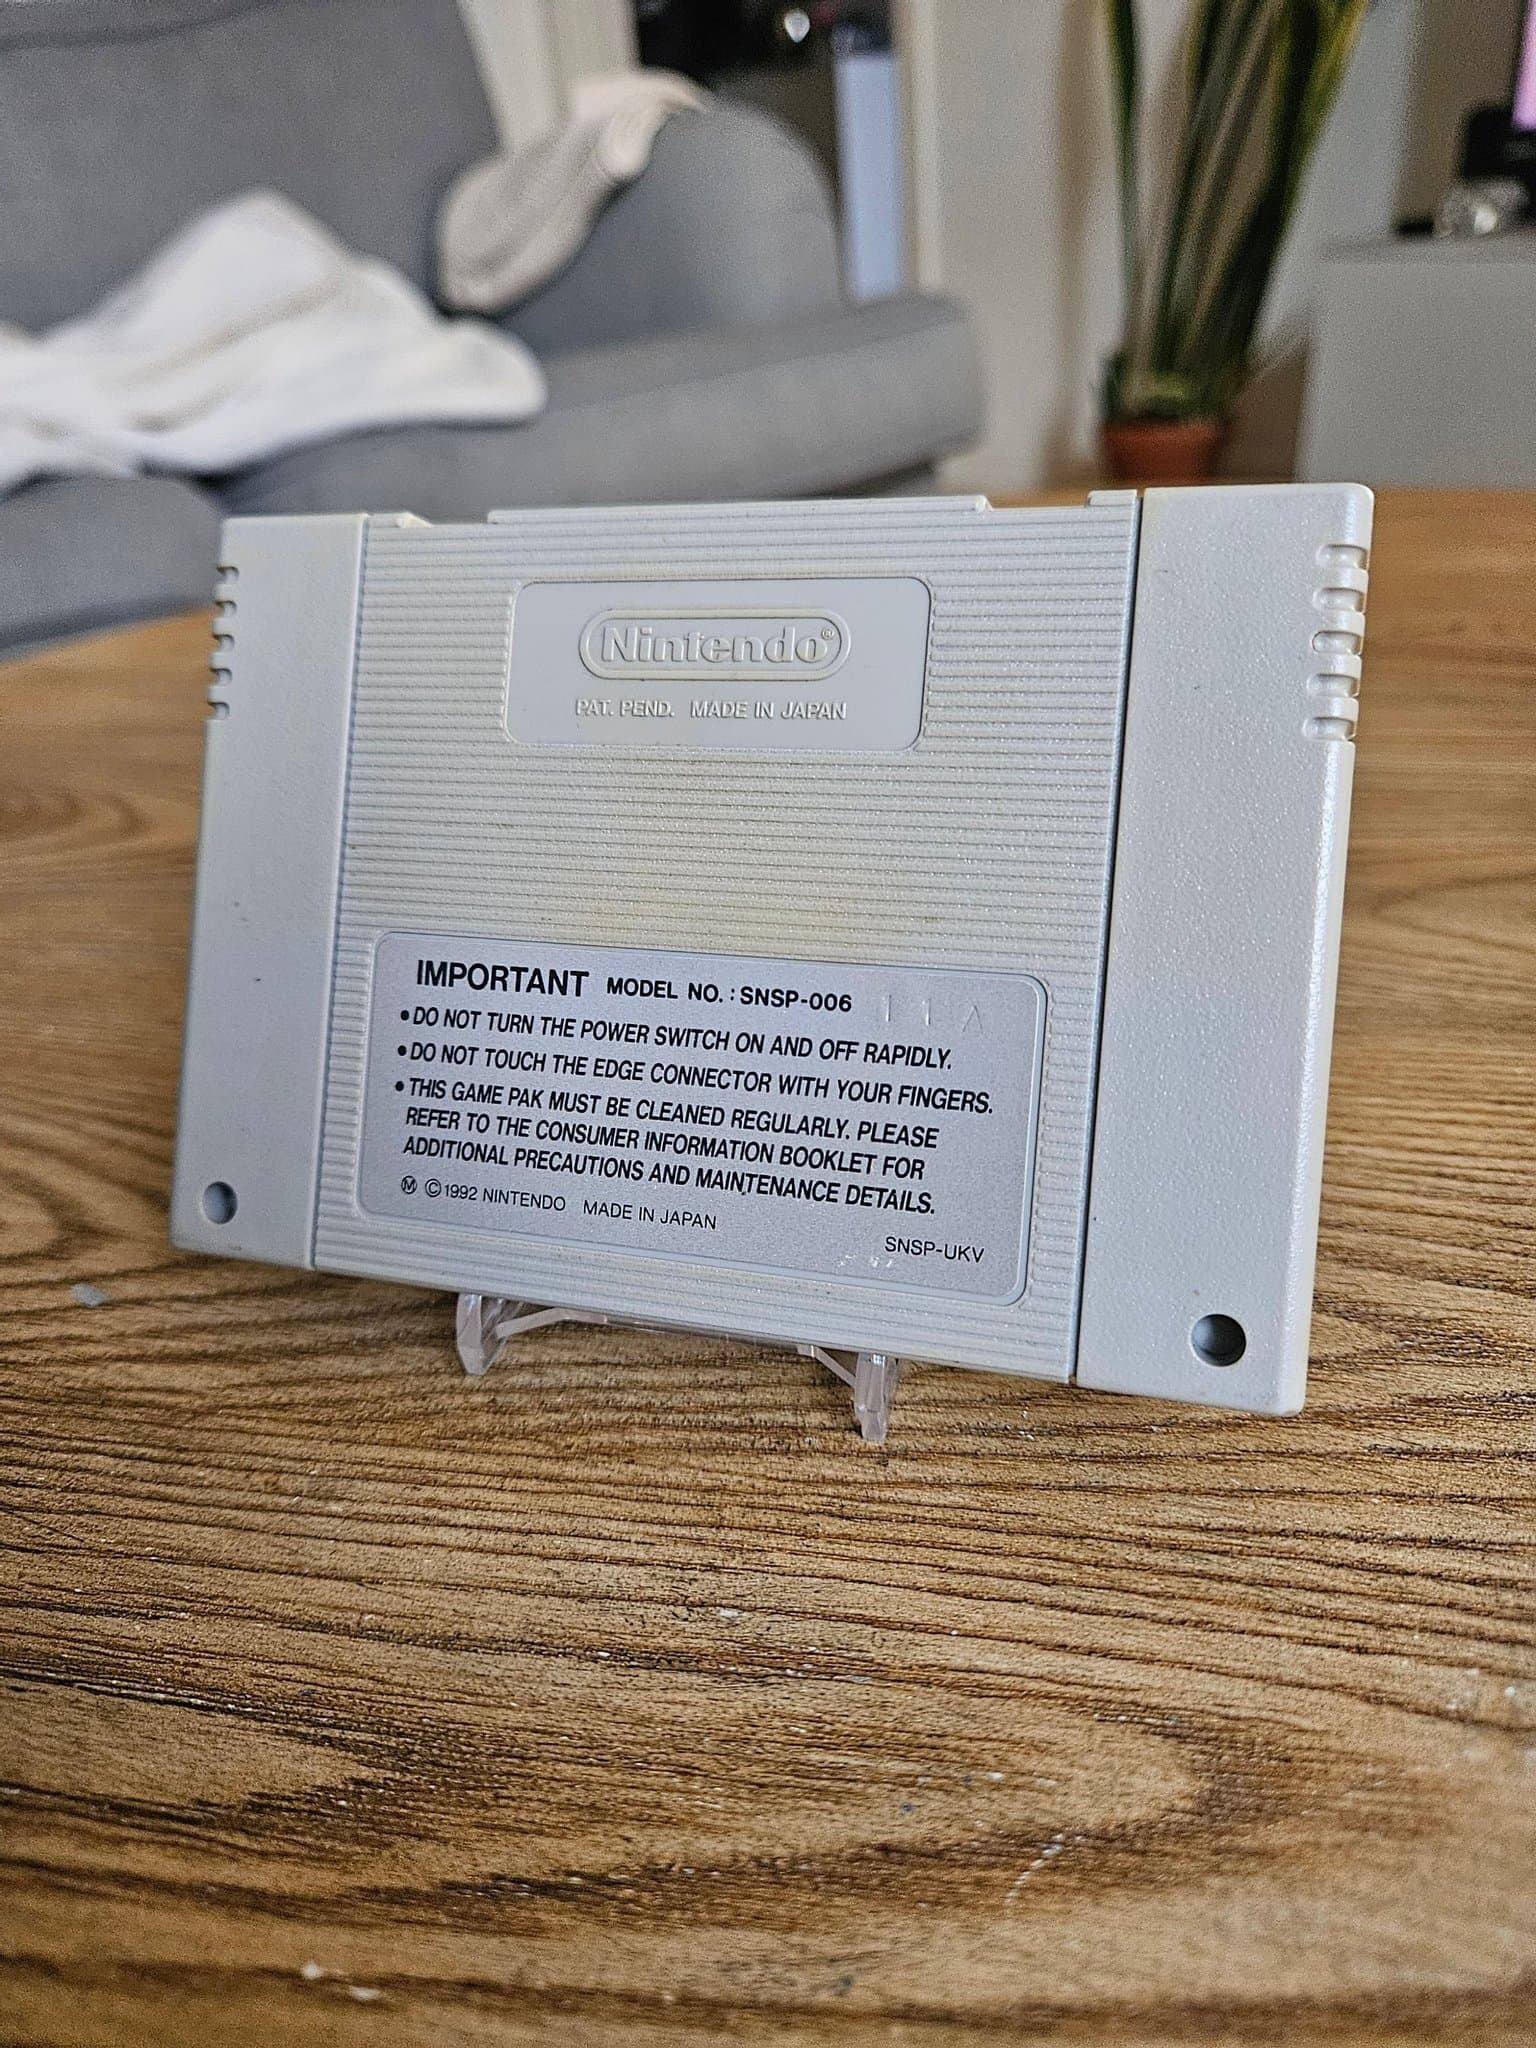 Nintendo®
PAT. PEND. MADE IN JAPAN
IMPORTANT MODEL NO. : SNSP-006 11A
• DO NOT TURN THE POWER SWITCH ON AND OFF RAPIDLY.
• DO NOT TOUCH THE EDGE CONNECTOR WITH YOUR FINGERS.
• THIS GAME PAK MUST BE CLEANED REGULARLY. PLEASE
REFER TO THE CONSUMER INFORMATION BOOKLET FOR
ADDITIONAL PRECAUTIONS AND MAINTENANCE DETAILS.
Ⓜ © 1992 NINTENDO MADE IN JAPAN
SNSP-UKV